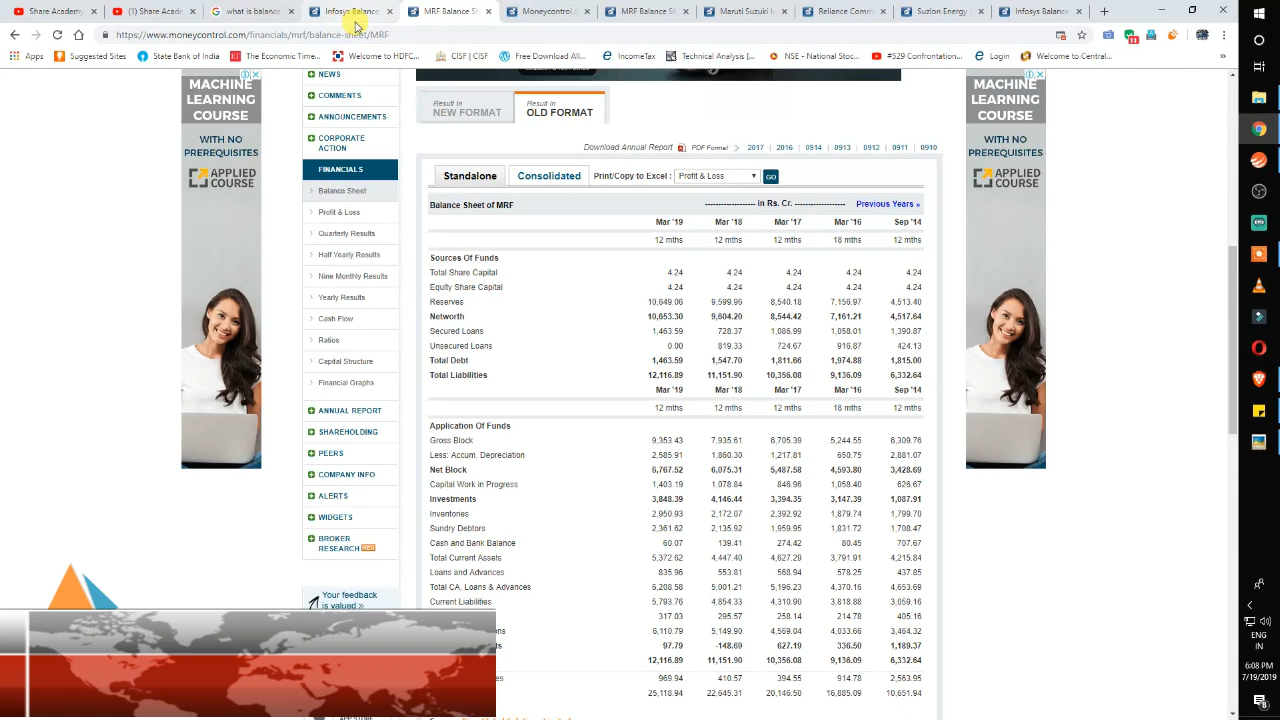 Share Academy
Share Academy
what is balance
Infosys Balance
MRF Balance S
MRF Balance S
Maruti Suzuki
Reliance Comm
Suzlon Energy
Infosys Balance
https://www.moneycontrol.com/financials/mrf/balance-sheet/MRF
Apps
Suggested Sites
State Bank of India
The Economic Times
Welcome to HDFC...
CISF | CISF
Free Download All...
IncomeTax
Technical Analysis [...
NSE - National Stoc...
#529 Confrontation...
Login
Welcome to Central...
»
MACHINE
LEARNING
COURSE
WITH NO
PREREQUISITES
APPLIED
COURSE
NEWS
COMMENTS
ANNOUNCEMENTS
CORPORATE
ACTION
FINANCIALS
Balance Sheet
Profit & Loss
Quarterly Results
Half Yearly Results
Nine Monthly Results
Yearly Results
Cash Flow
Ratios
Capital Structure
Financial Graphs
ANNUAL REPORT
SHAREHOLDING
PEERS
COMPANY INFO
ALERTS
WIDGETS
BROKER
RESEARCH
Your feedback
is valued »
Result in
NEW FORMAT
Result in
OLD FORMAT
Download Annual Report PDF Format 2017 | 2016 | 0914 | 0913 | 0912 | 0911 | 0910
Standalone Consolidated Print/Copy to Excel : Profit & Loss GO
Balance Sheet of MRF ------------------- in Rs. Cr. ------------------- Previous Years »
Mar '19 Mar '18 Mar '17 Mar '16 Sep '14
12 mths 12 mths 12 mths 18 mths 12 mths
Sources Of Funds
Total Share Capital 4.24 4.24 4.24 4.24 4.24
Equity Share Capital 4.24 4.24 4.24 4.24 4.24
Reserves 10,649.06 9,599.96 8,540.18 7,156.97 4,513.40
Networth 10,653.30 9,604.20 8,544.42 7,161.21 4,517.64
Secured Loans 1,463.59 728.37 1,086.99 1,058.01 1,390.87
Unsecured Loans 0.00 819.33 724.67 916.87 424.13
Total Debt 1,463.59 1,547.70 1,811.66 1,974.88 1,815.00
Total Liabilities 12,116.89 11,151.90 10,356.08 9,136.09 6,332.64
Mar '19 Mar '18 Mar '17 Mar '16 Sep '14
12 mths 12 mths 12 mths 18 mths 12 mths
Application Of Funds
Gross Block 9,353.43 7,935.61 6,705.39 5,244.55 6,309.76
Less: Accum. Depreciation 2,585.91 1,860.30 1,217.81 650.75 2,881.07
Net Block 6,767.52 6,075.31 5,487.58 4,593.80 3,428.69
Capital Work in Progress 1,403.19 1,078.84 846.96 1,058.40 626.67
Investments 3,848.39 4,146.44 3,394.35 3,147.39 1,087.91
Inventories 2,950.93 2,172.07 2,392.92 1,879.74 1,799.70
Sundry Debtors 2,361.62 2,135.92 1,959.95 1,831.72 1,708.47
Cash and Bank Balance 60.07 139.41 274.42 80.45 707.67
Total Current Assets 5,372.62 4,447.40 4,627.29 3,791.91 4,215.84
Loans and Advances 835.96 553.81 568.94 578.25 437.85
Total CA, Loans & Advances 6,208.58 5,001.21 5,196.23 4,370.16 4,653.69
Current Liabilities 5,793.76 4,854.33 4,310.90 3,818.88 3,059.16
317.03 295.57 258.14 214.78 405.16
ons 6,110.79 5,149.90 4,569.04 4,033.66 3,464.32
s 97.79 -148.69 627.19 336.50 1,189.37
12,116.89 11,151.90 10,356.08 9,136.09 6,332.64
es 969.94 410.57 394.55 914.78 2,563.95
25,118.94 22,645.31 20,146.50 16,885.09 10,651.94
MACHINE
LEARNING
COURSE
WITH NO
PREREQUISITES
APPLIED
COURSE
ENG
IN
6:08 PM
7/19/2019